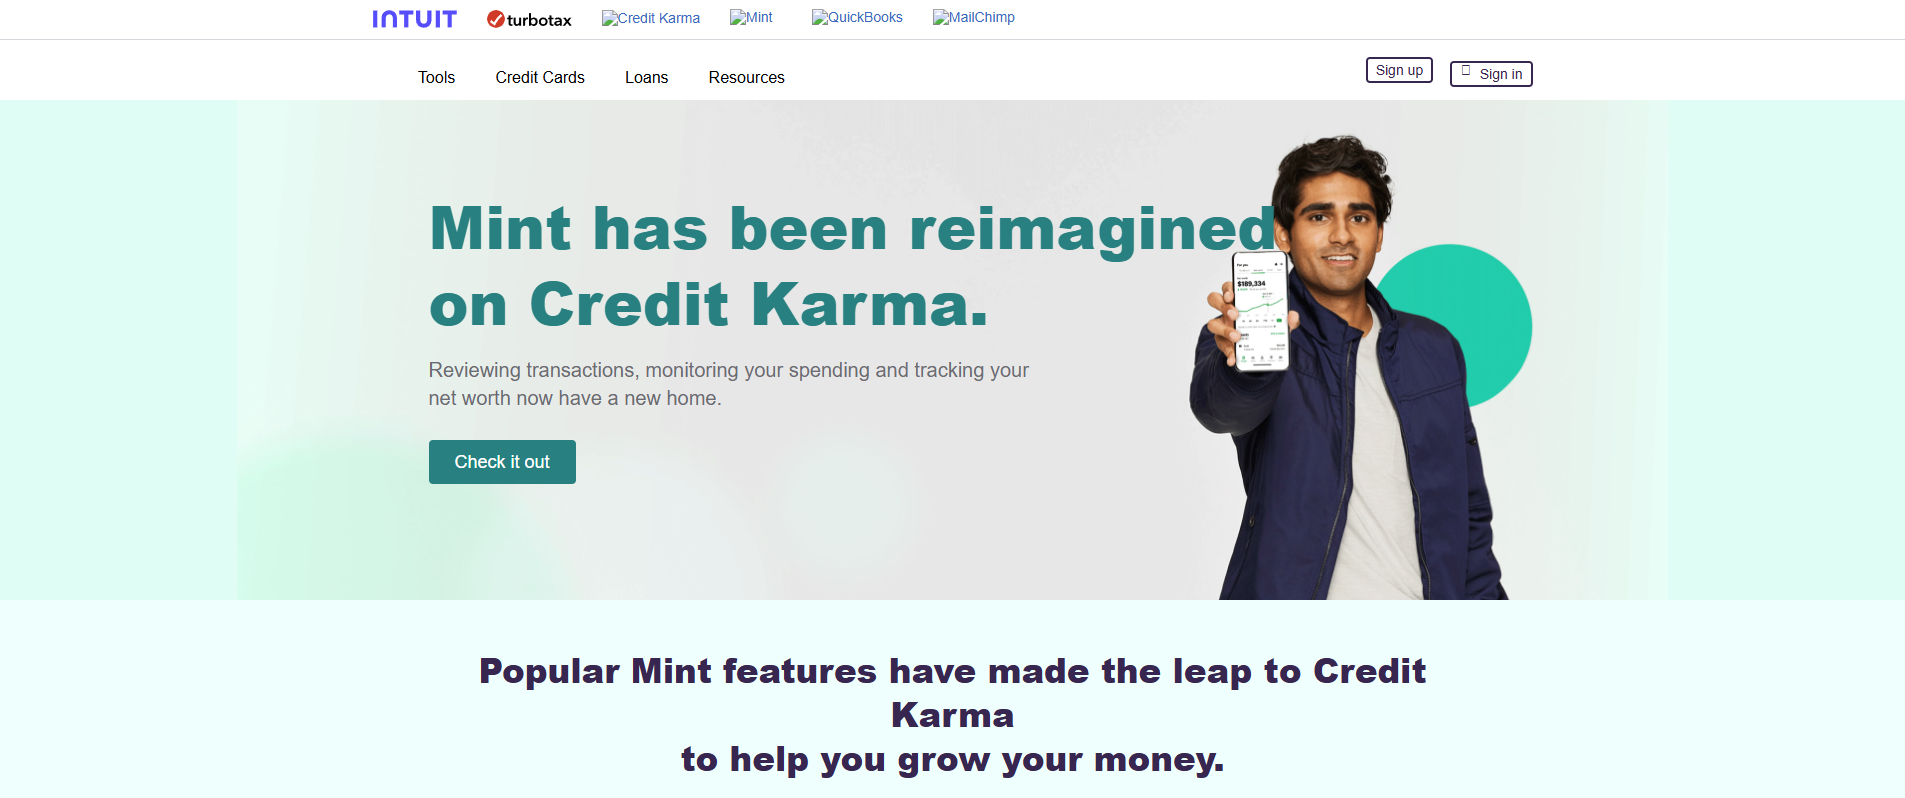 INTUIT turbotax Credit Karma Mint QuickBooks MailChimp
Tools Credit Cards Loans Resources Sign up Sign in
Mint has been reimagined
on Credit Karma.
For you
$189,334
Reviewing transactions, monitoring your spending and tracking your
net worth now have a new home.
Check it out
Popular Mint features have made the leap to Credit
Karma
to help you grow your money.